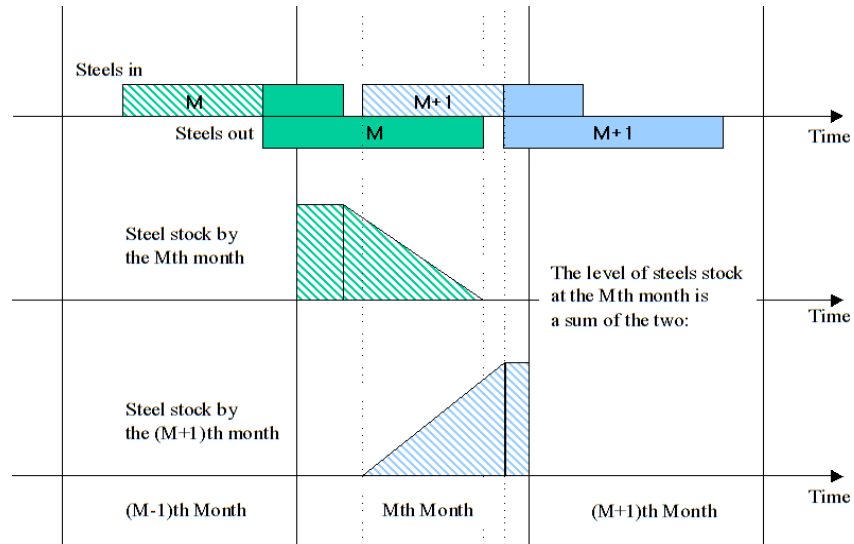 Steels in
M
M+1
Steels out
M
M+1
Time
Steel stock by
the Mth month
The level of steels stock
at the Mth month is
a sum of the two:
Time
Steel stock by
the (M+1)th month
Time
(M-1)th Month
Mth Month
(M+1)th Month